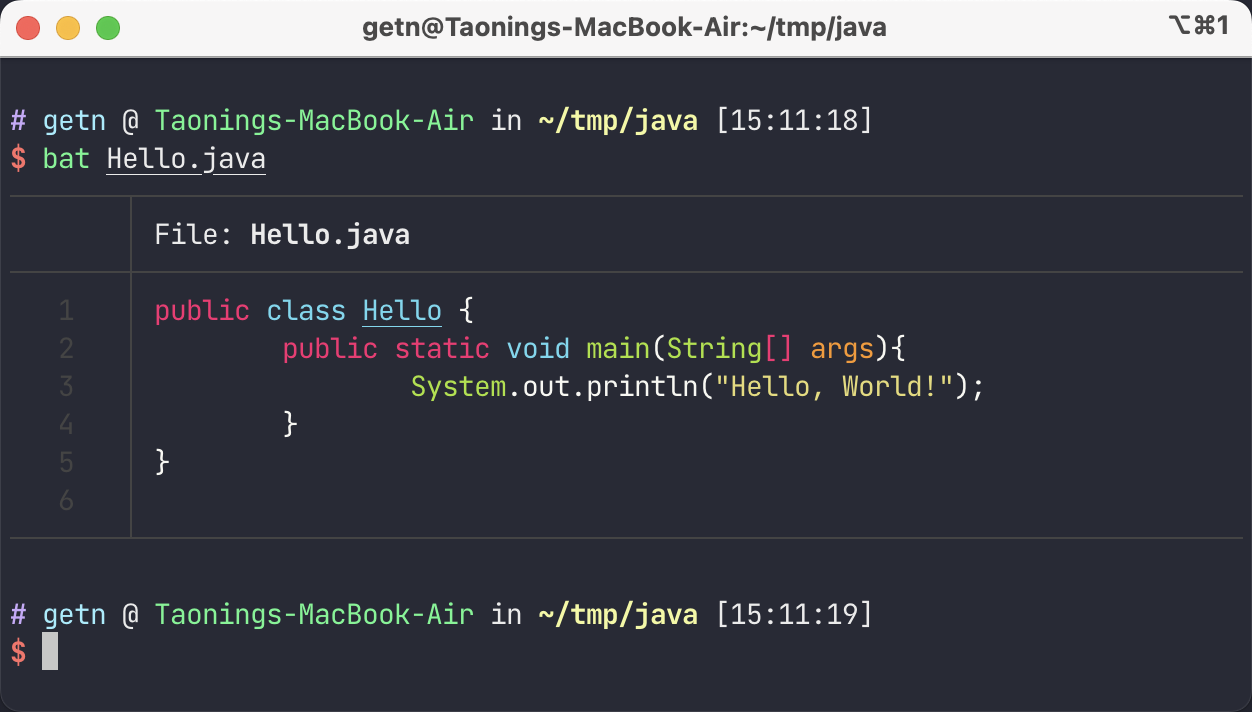 getn@Taonings-MacBook-Air:~/tmp/java ⌥⌘1
# getn @ Taonings-MacBook-Air in ~/tmp/java [15:11:18]
$ bat Hello.java
File: Hello.java
1 public class Hello {
2         public static void main(String[] args){
3                 System.out.println("Hello, World!");
4         }
5 }
6
# getn @ Taonings-MacBook-Air in ~/tmp/java [15:11:19]
$